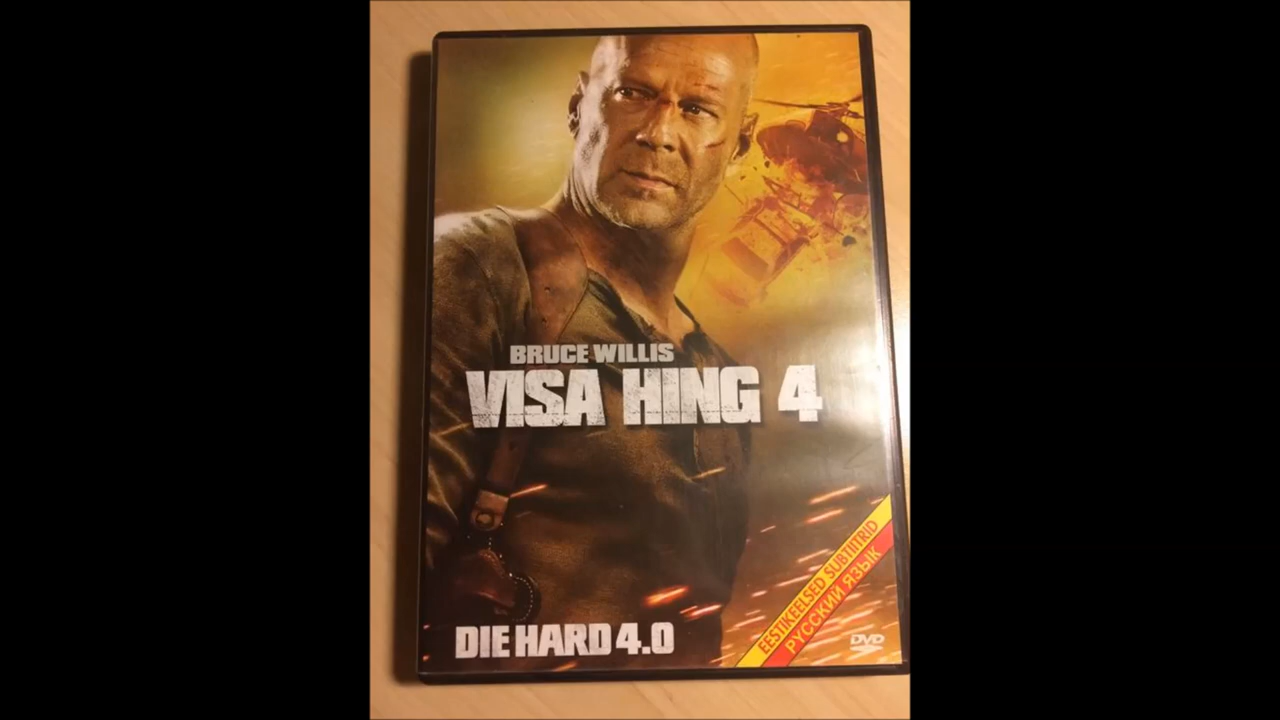 BRUCE WILLIS
VISA HING 4
EESTIKEELSED SUBTIITRID
РУССКИЙ ЯЗЫК
DIE HARD 4.0
DVD